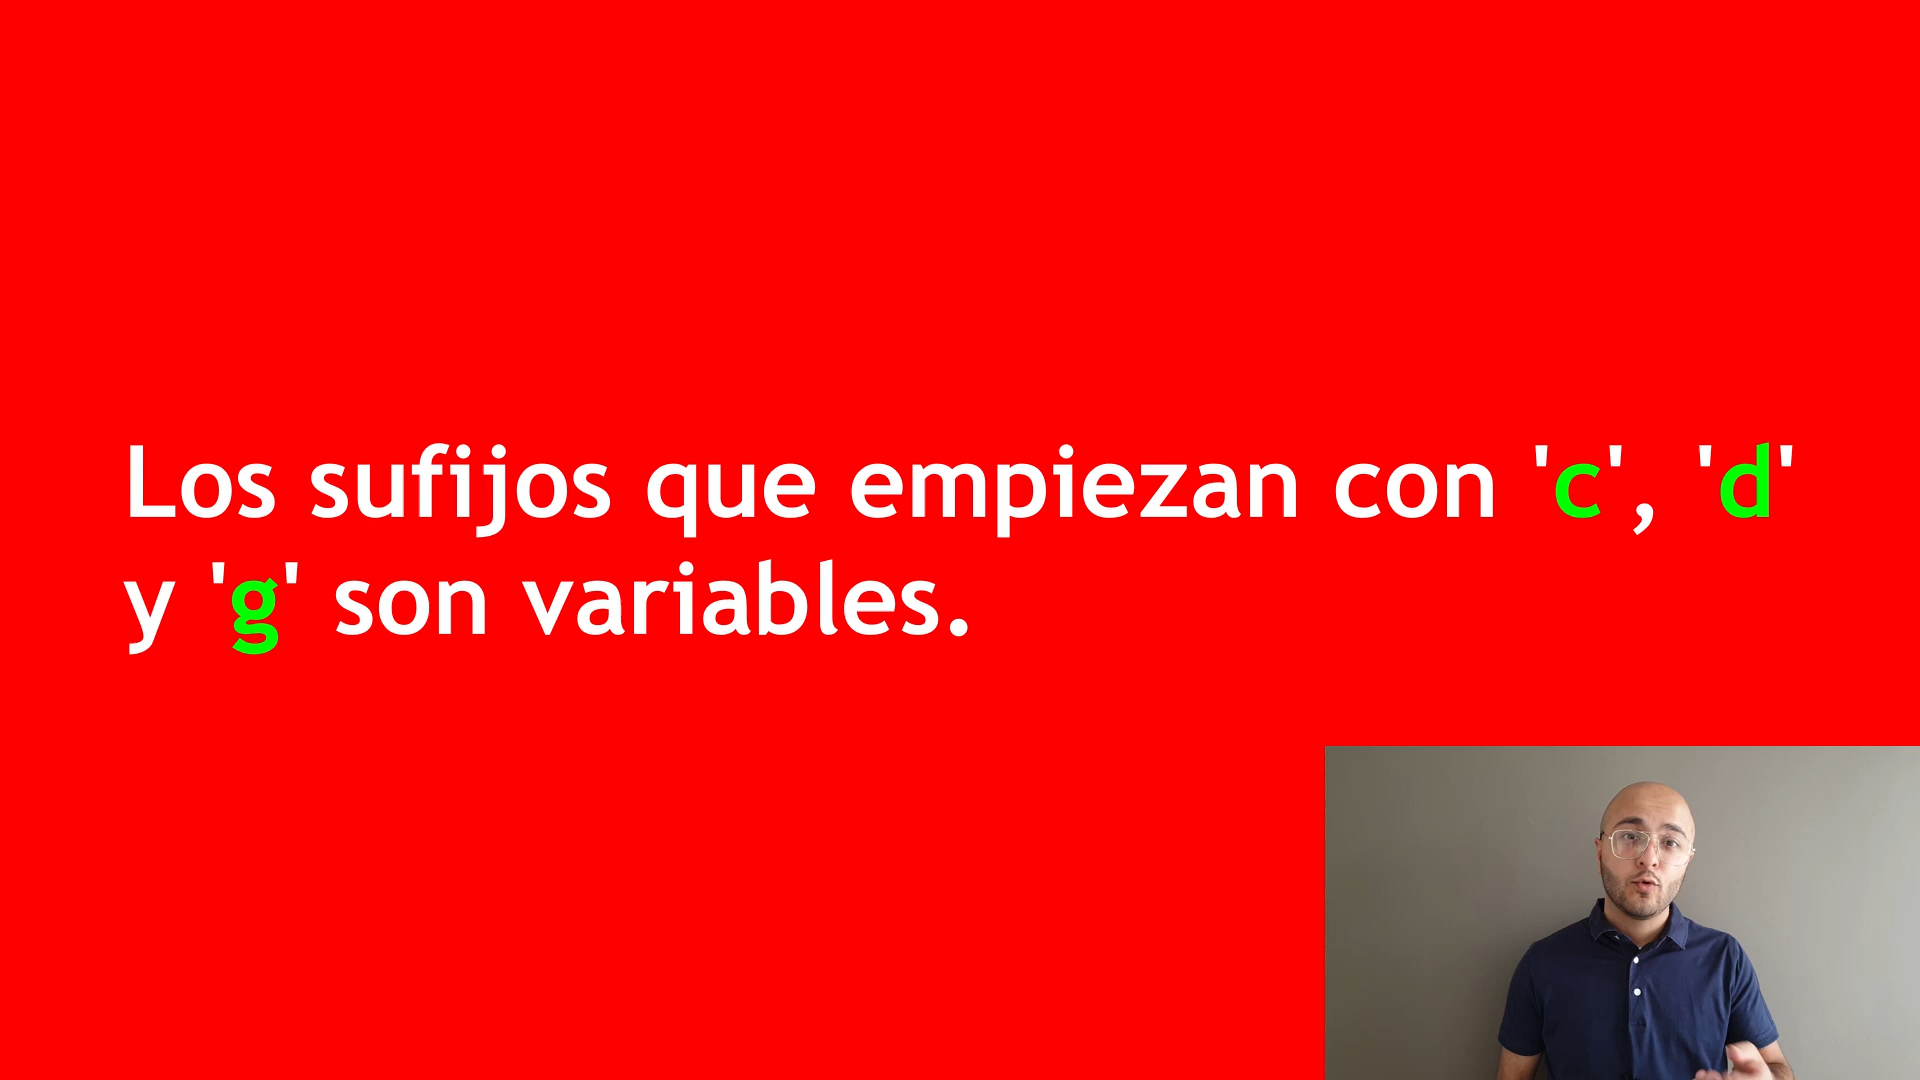 Los sufijos que empiezan con 'c', 'd'
y 'g' son variables.